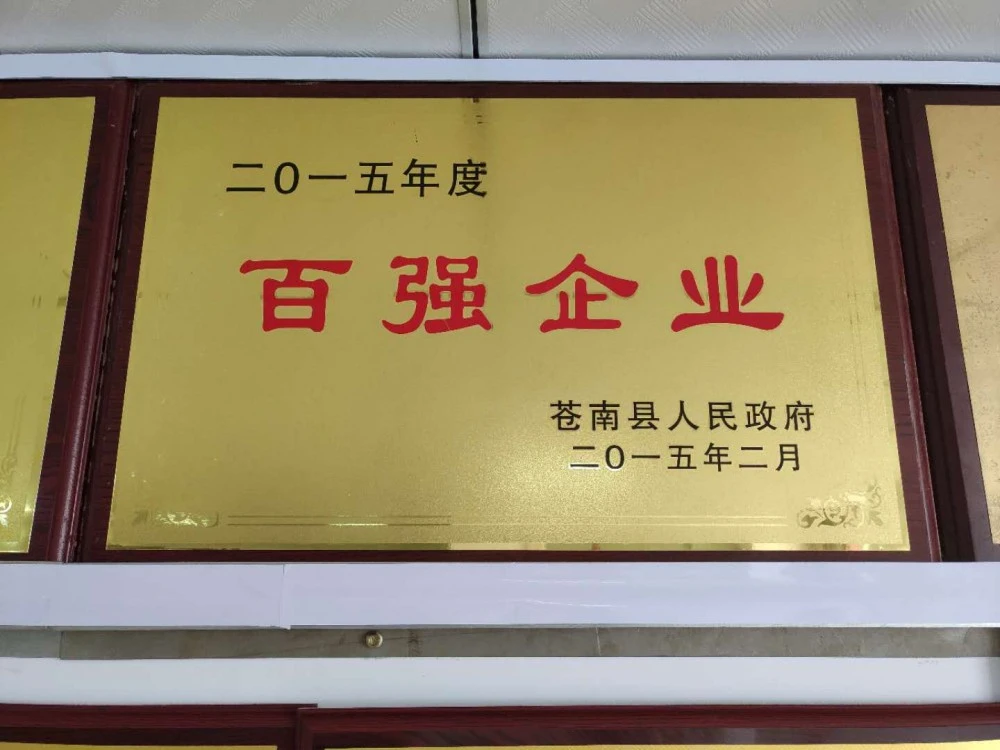 二0一五年度
百强企业
苍南县人民政府
二0一五年二月